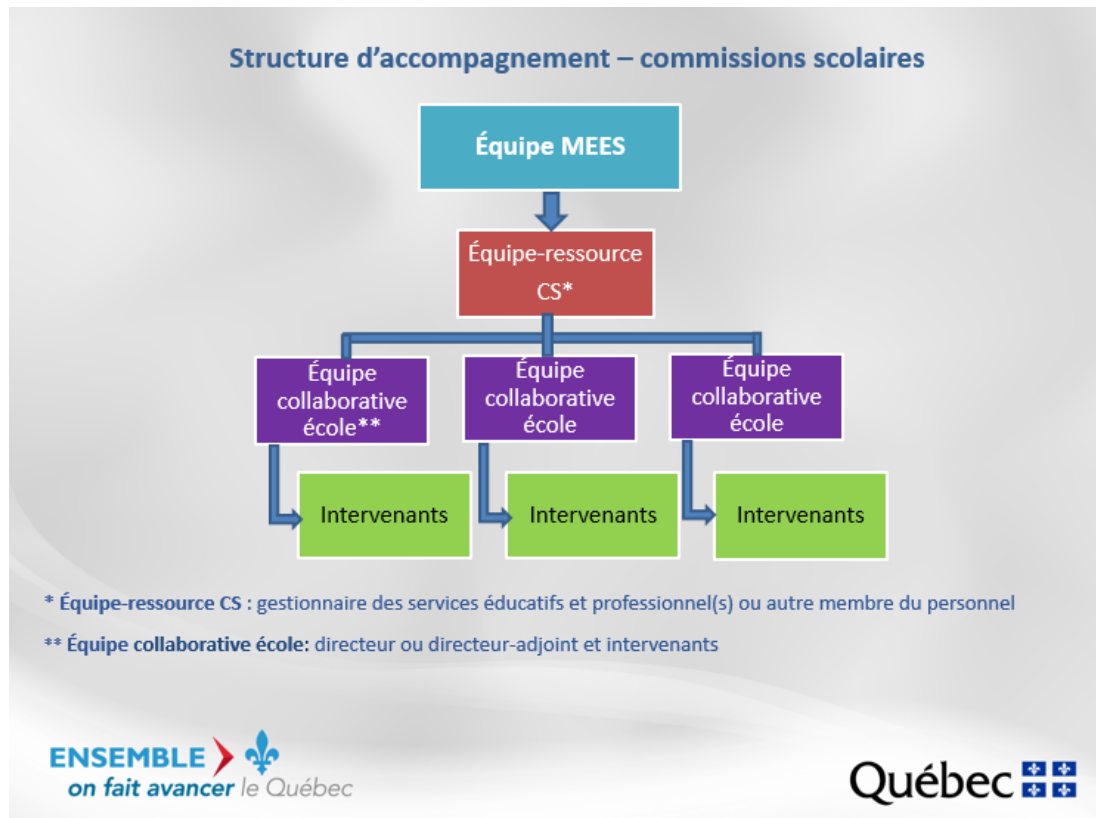 Structure d'accompagnement – commissions scolaires
Équipe MEES
Équipe-ressource
CS*
Équipe
collaborative
école**
Équipe
collaborative
école
Équipe
collaborative
école
Intervenants
Intervenants
Intervenants
* Équipe-ressource CS : gestionnaire des services éducatifs et professionnel(s) ou autre membre du personnel
** Équipe collaborative école: directeur ou directeur-adjoint et intervenants
ENSEMBLE
on fait avancer le Québec
Québec